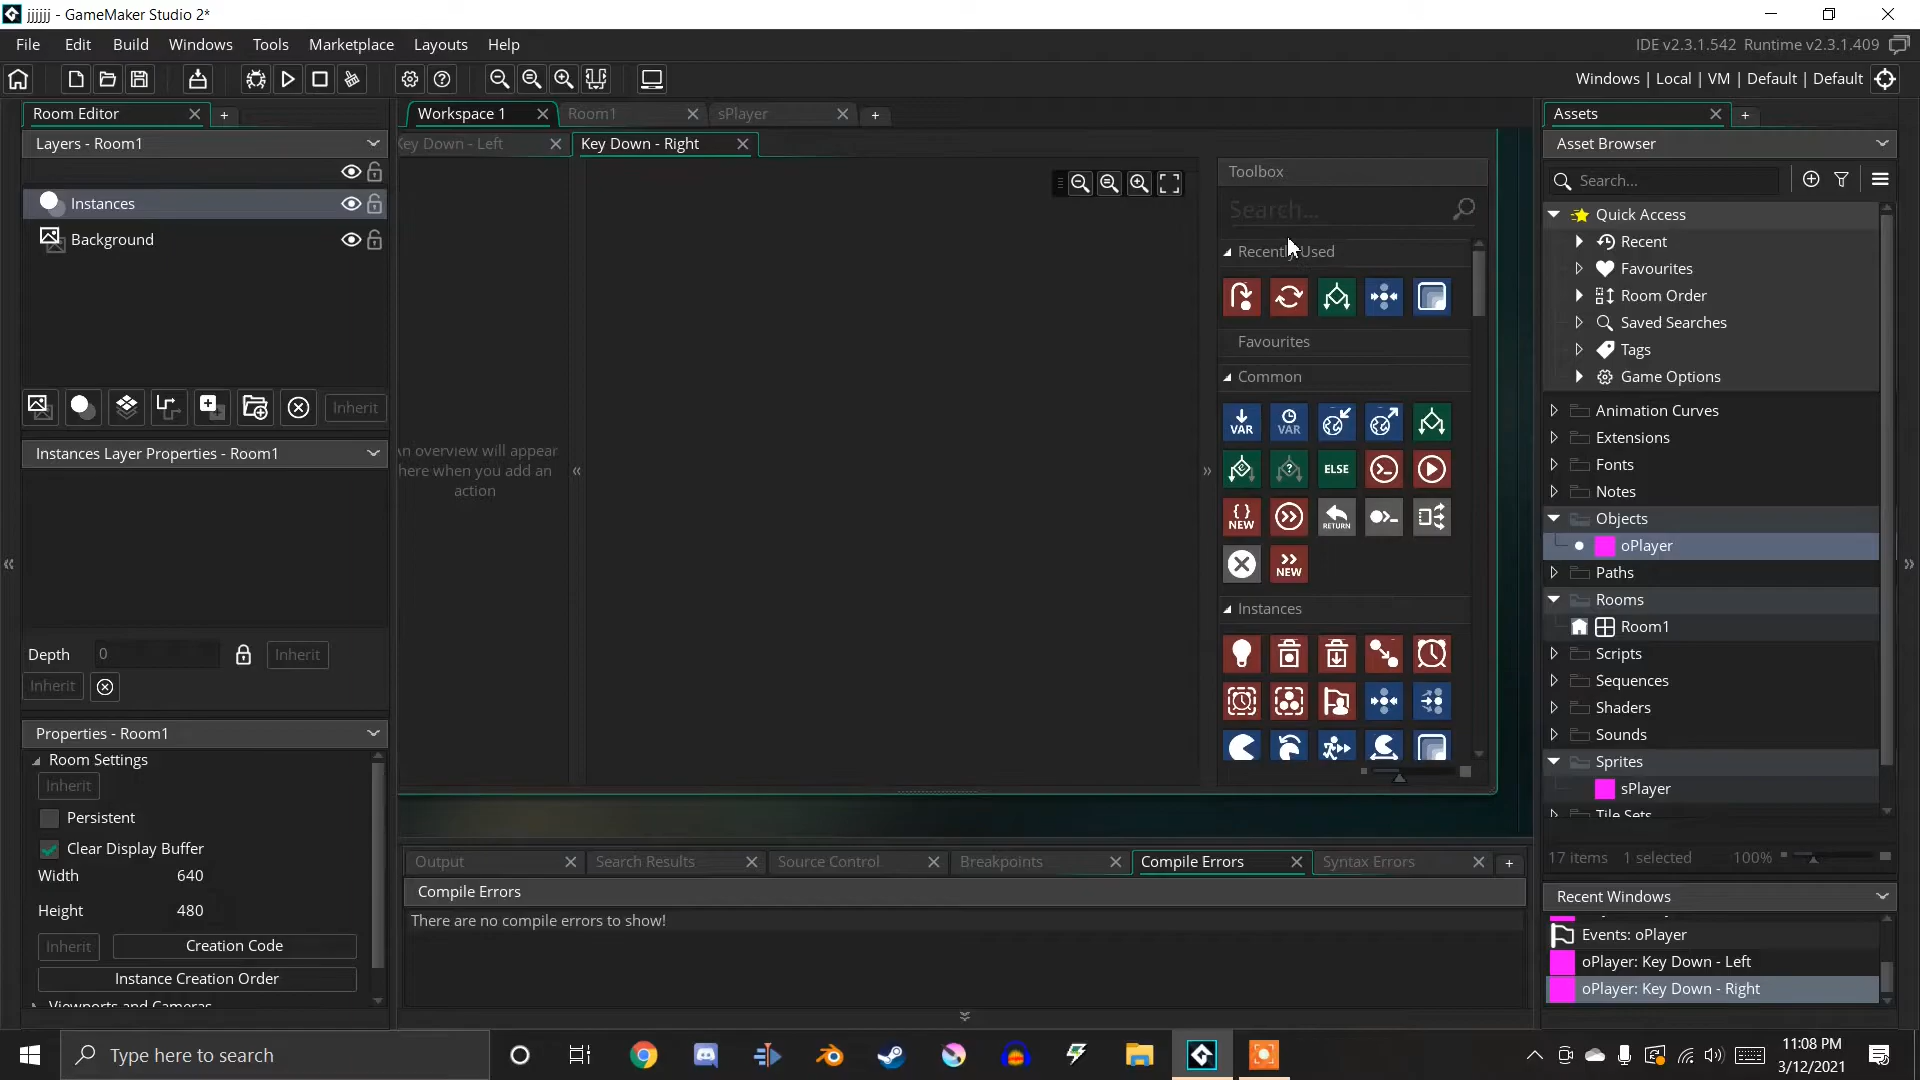 jjjjjj - GameMaker Studio 2*
File Edit Build Windows Tools Marketplace Layouts Help
IDE v2.3.1.542 Runtime v2.3.1.409
Windows | Local | VM | Default | Default
Room Editor
Layers - Room1
Instances
Background
Inherit
Instances Layer Properties - Room1
Depth 0 Inherit
Inherit
Properties - Room1
Room Settings
Inherit
Persistent
Clear Display Buffer
Width 640
Height 480
Inherit Creation Code
Instance Creation Order
Viewports and Cameras
Workspace 1 Room1 sPlayer
Key Down - Left Key Down - Right
An overview will appear
here when you add an
action
Toolbox
Search...
Recently Used
Favourites
Common
VAR VAR
ELSE
NEW RETURN
NEW
Instances
Output Search Results Source Control Breakpoints Compile Errors Syntax Errors
Compile Errors
There are no compile errors to show!
Assets
Asset Browser
Search...
Quick Access
Recent
Favourites
Room Order
Saved Searches
Tags
Game Options
Animation Curves
Extensions
Fonts
Notes
Objects
oPlayer
Paths
Rooms
Room1
Scripts
Sequences
Shaders
Sounds
Sprites
sPlayer
Tile Sets
17 items 1 selected 100%
Recent Windows
Events: oPlayer
oPlayer: Key Down - Left
oPlayer: Key Down - Right
Type here to search
11:08 PM
3/12/2021